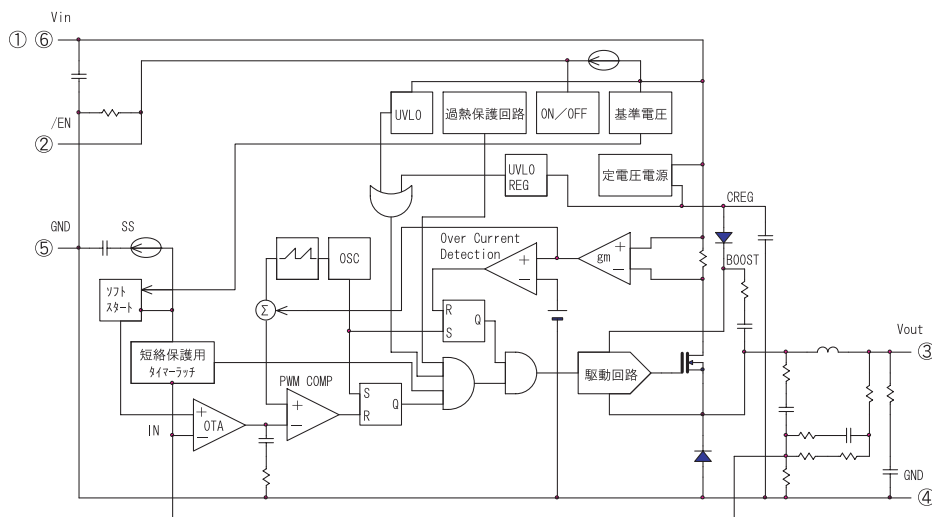 Vin
① ⑥
/EN
②
GND
⑤
SS
UVLO
過熱保護回路
ON／OFF
基準電圧
UVLO
REG
定電圧電源
CREG
BOOST
Over Current
Detection
+
−
gm
+
−
OSC
Σ
ソフト
スタート
R
S
Q
短絡保護用
タイマーラッチ
PWM COMP
+
−
S
R
Q
駆動回路
Vout
③
IN
+
−
OTA
GND
④